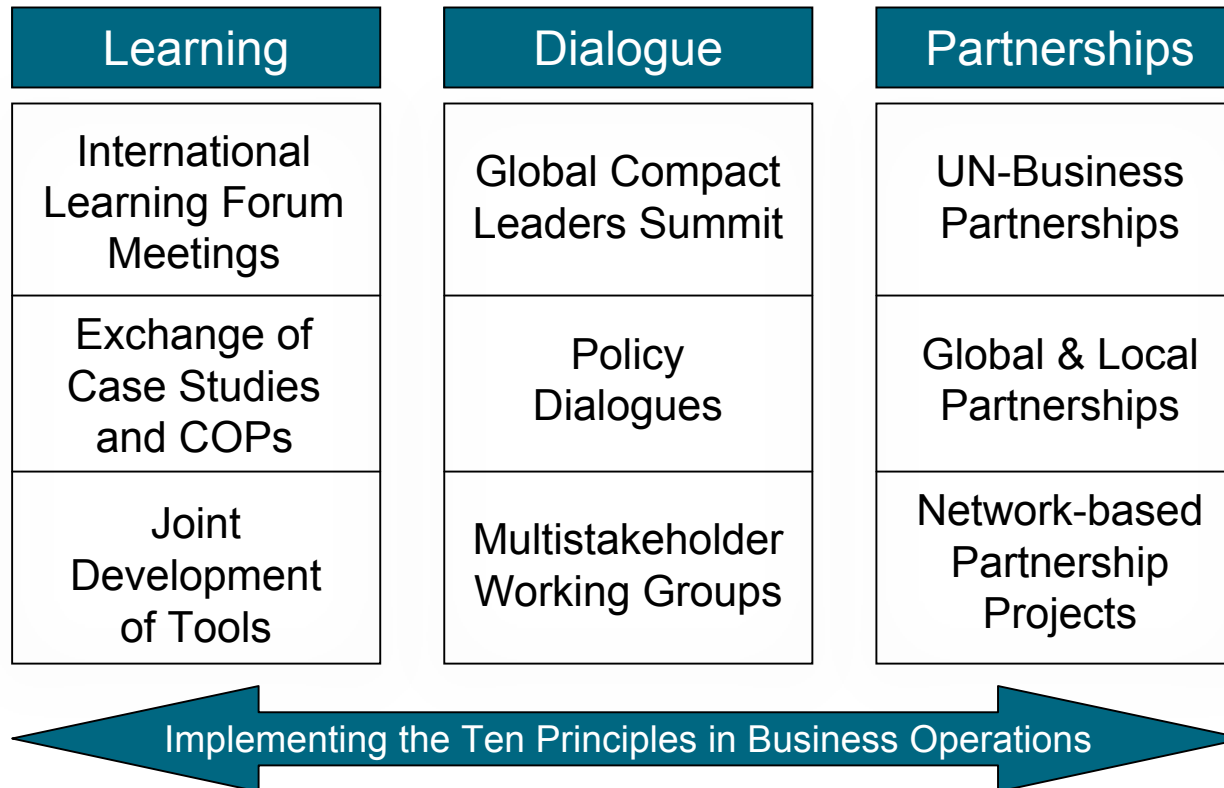 Learning
International
Learning Forum
Meetings
Exchange of
Case Studies
and COPs
Joint
Development
of Tools
Dialogue
Global Compact
Leaders Summit
Policy
Dialogues
Multistakeholder
Working Groups
Partnerships
UN-Business
Partnerships
Global & Local
Partnerships
Network-based
Partnership
Projects
Implementing the Ten Principles in Business Operations